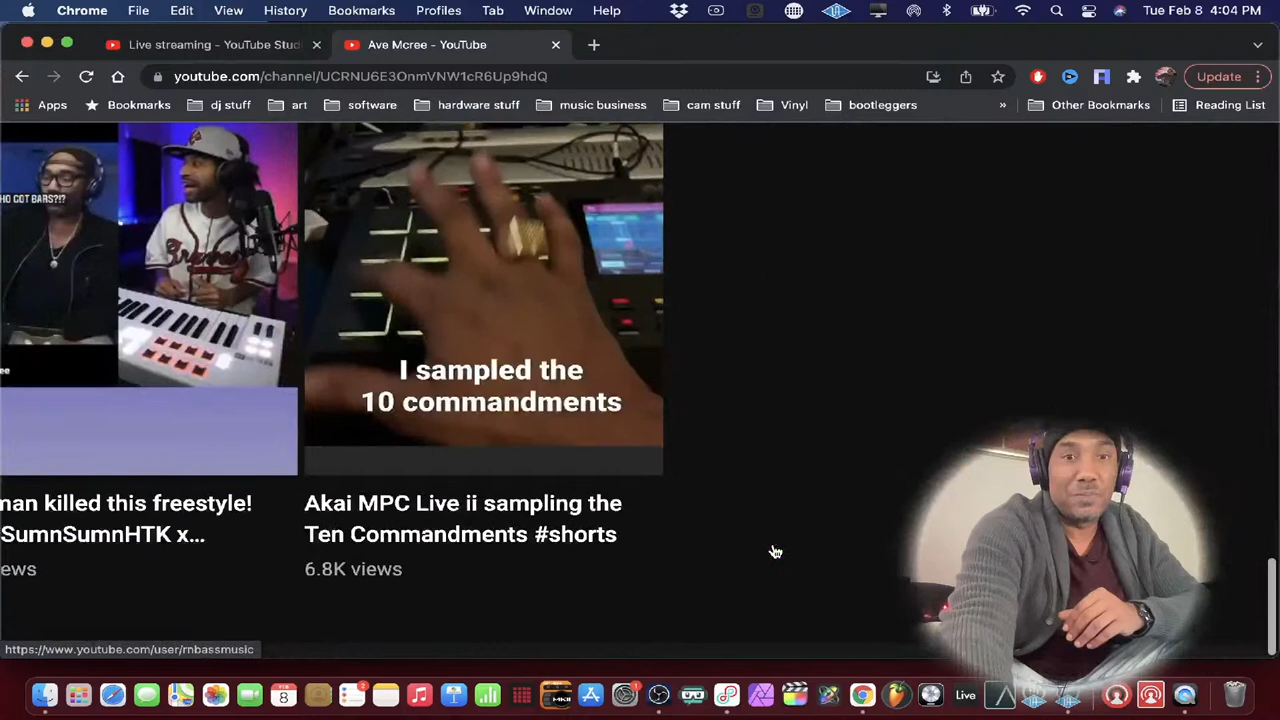 Chrome File Edit View History Bookmarks Profiles Tab Window Help Tue Feb 8 4:04 PM
Live streaming - YouTube Stud
Ave Mcree - YouTube
youtube.com/channel/UCRNU6E3OnmVNW1cR6Up9hdQ
Update
Apps Bookmarks dj stuff art software hardware stuff music business cam stuff Vinyl bootleggers » Other Bookmarks Reading List
HO GOT BARS?!?
Braves
I sampled the
10 commandments
man killed this freestyle!
SumnSumnHTK x...
ews
Akai MPC Live ii sampling the
Ten Commandments #shorts
6.8K views
https://www.youtube.com/user/rnbassmusic
FEB
8
Live